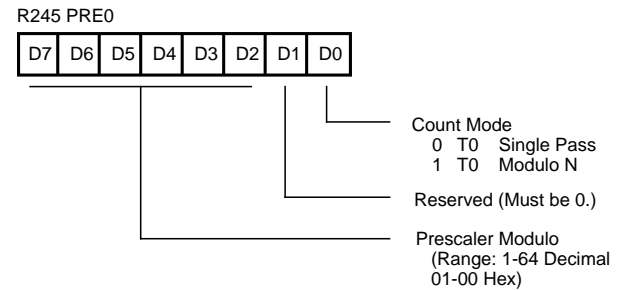 R245 PRE0
D7 D6 D5 D4 D3 D2 D1 D0
Count Mode
0 T0 Single Pass
1 T0 Modulo N
Reserved (Must be 0.)
Prescaler Modulo
(Range: 1-64 Decimal
01-00 Hex)